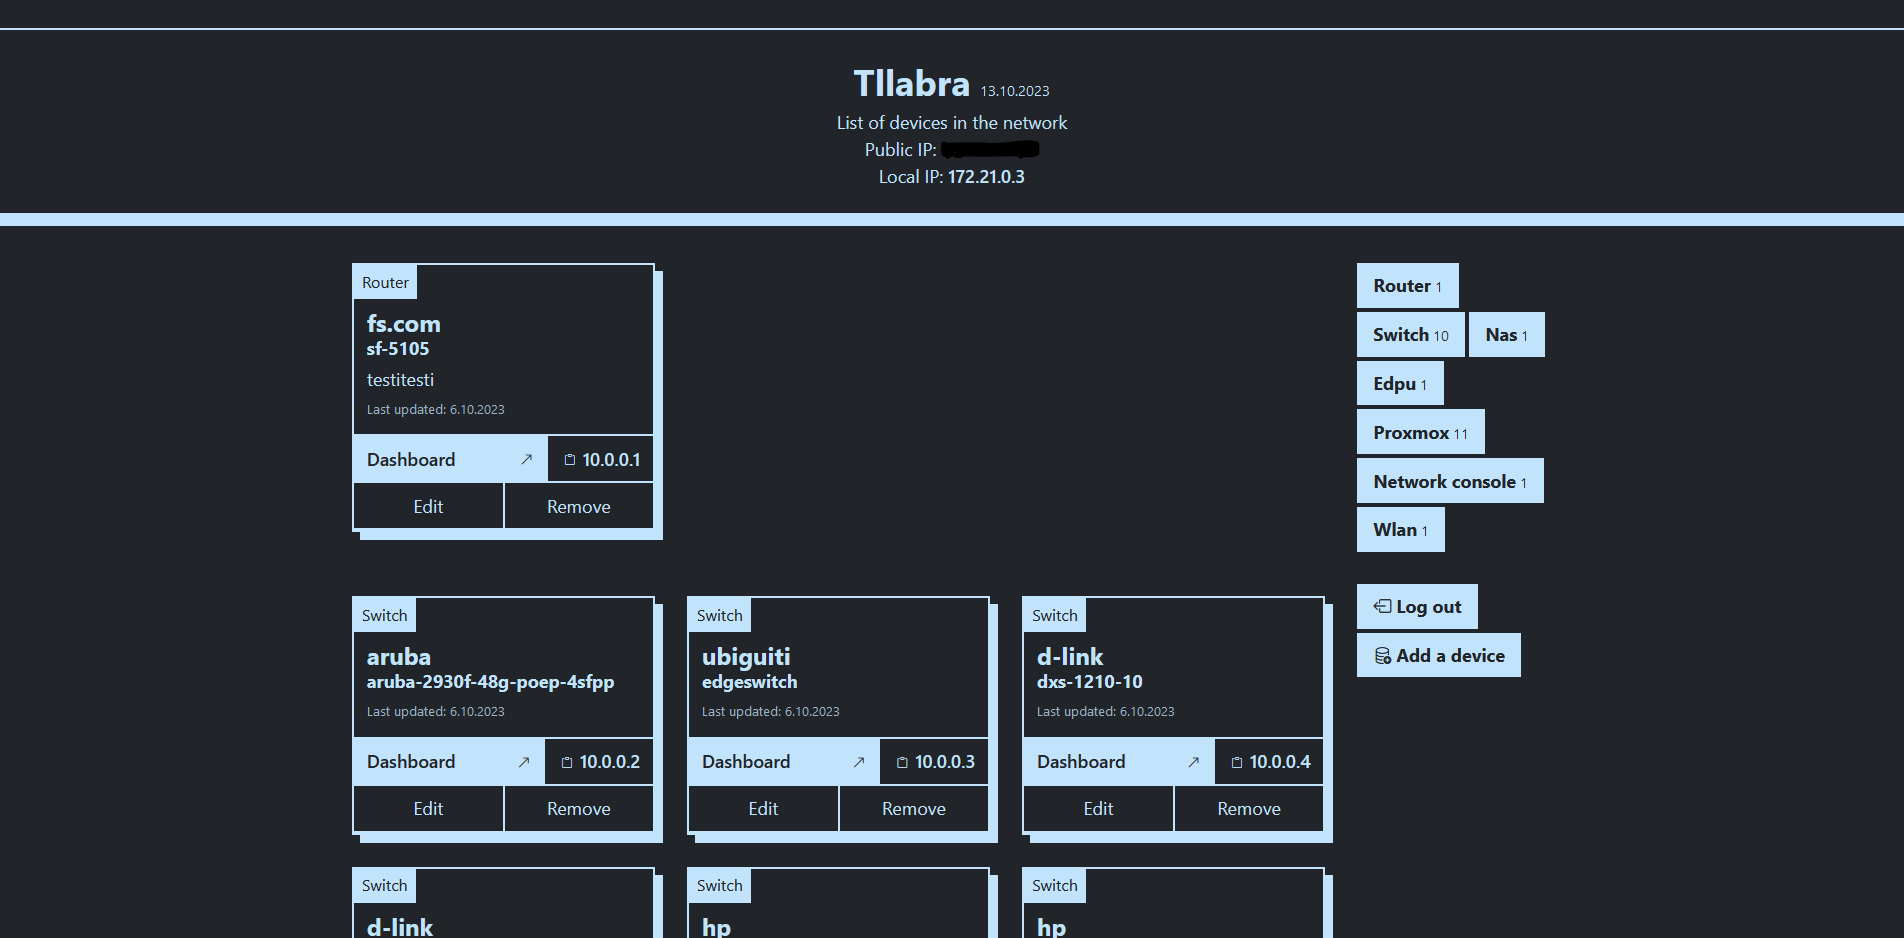 Tllabra 13.10.2023
List of devices in the network
Public IP:
Local IP: 172.21.0.3
Router
fs.com
sf-5105
testitesti
Last updated: 6.10.2023
Dashboard 10.0.0.1
Edit Remove
Router 1
Switch 10 Nas 1
Edpu 1
Proxmox 11
Network console 1
Wlan 1
Log out
Add a device
Switch
aruba
aruba-2930f-48g-poep-4sfpp
Last updated: 6.10.2023
Dashboard 10.0.0.2
Edit Remove
Switch
ubiguiti
edgeswitch
Last updated: 6.10.2023
Dashboard 10.0.0.3
Edit Remove
Switch
d-link
dxs-1210-10
Last updated: 6.10.2023
Dashboard 10.0.0.4
Edit Remove
Switch
d-link
Switch
hp
Switch
hp